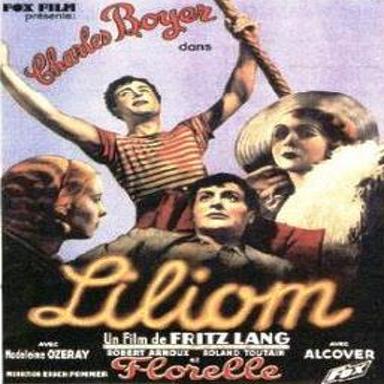 FOX FILM
présente:
Charles Boyer
dans
Liliom
Un Film de FRITZ LANG
AVEC
Madeleine OZERAY
ROBERT ARNOUX ROLAND TOUTAIN
AVEC
ALCOVER
et
Florelle
PRODUCTION ERICH POMMER
FOX